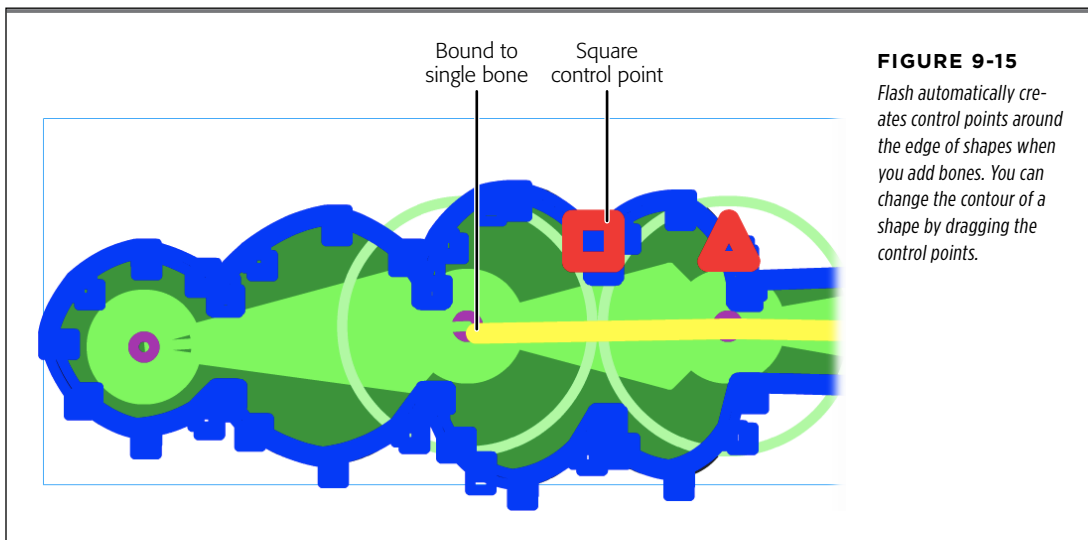 Bound to
single bone
Square
control point
FIGURE 9-15
Flash automatically cre-
ates control points around
the edge of shapes when
you add bones. You can
change the contour of a
shape by dragging the
control points.